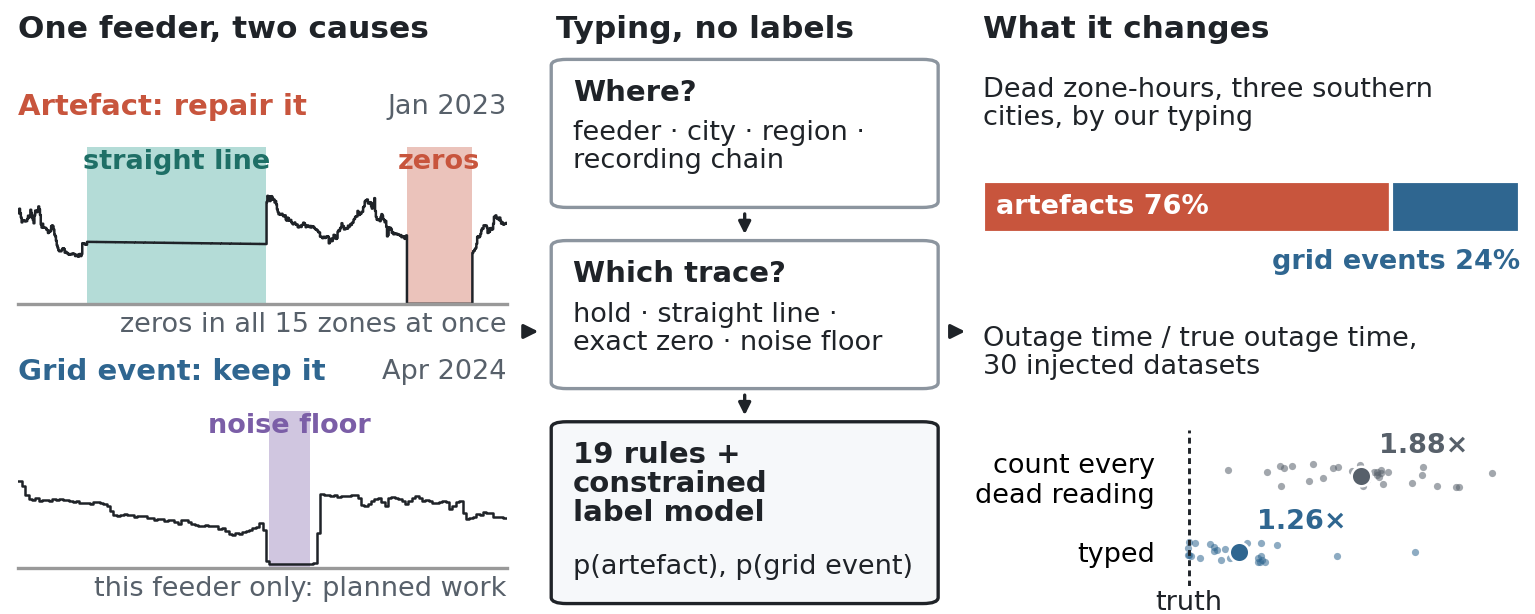 One feeder, two causes
Artefact: repair it
Jan 2023
straight line
zeros
zeros in all 15 zones at once
Grid event: keep it
Apr 2024
noise floor
this feeder only: planned work
Typing, no labels
Where?
feeder · city · region ·
recording chain
Which trace?
hold · straight line ·
exact zero · noise floor
19 rules +
constrained
label model
p(artefact), p(grid event)
What it changes
Dead zone-hours, three southern
cities, by our typing
artefacts 76%
grid events 24%
Outage time / true outage time,
30 injected datasets
1.88×
count every
dead reading
1.26×
typed
truth